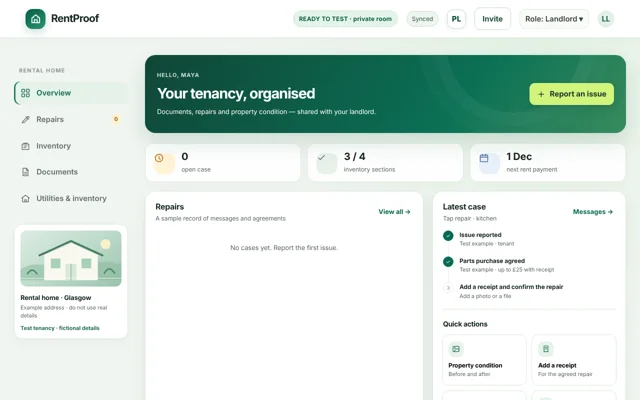 RentProof
READY TO TEST · private room
Synced
PL
Invite
Role: Landlord ▾
LL
RENTAL HOME
Overview
Repairs
0
Inventory
Documents
Utilities & inventory
Rental home · Glasgow
Example address · do not use real
details
Test tenancy · fictional details
HELLO, MAYA
Your tenancy, organised
Documents, repairs and property condition — shared with your landlord.
+ Report an issue
0
open case
3 / 4
inventory sections
1 Dec
next rent payment
Repairs
A sample record of messages and agreements
View all →
No cases yet. Report the first issue.
Latest case
Tap repair · kitchen
Messages →
Issue reported
Test example · tenant
Parts purchase agreed
Test example · up to £25 with receipt
3
Add a receipt and confirm the repair
Add a photo or a file
Quick actions
Property condition
Before and after
Add a receipt
For the agreed repair